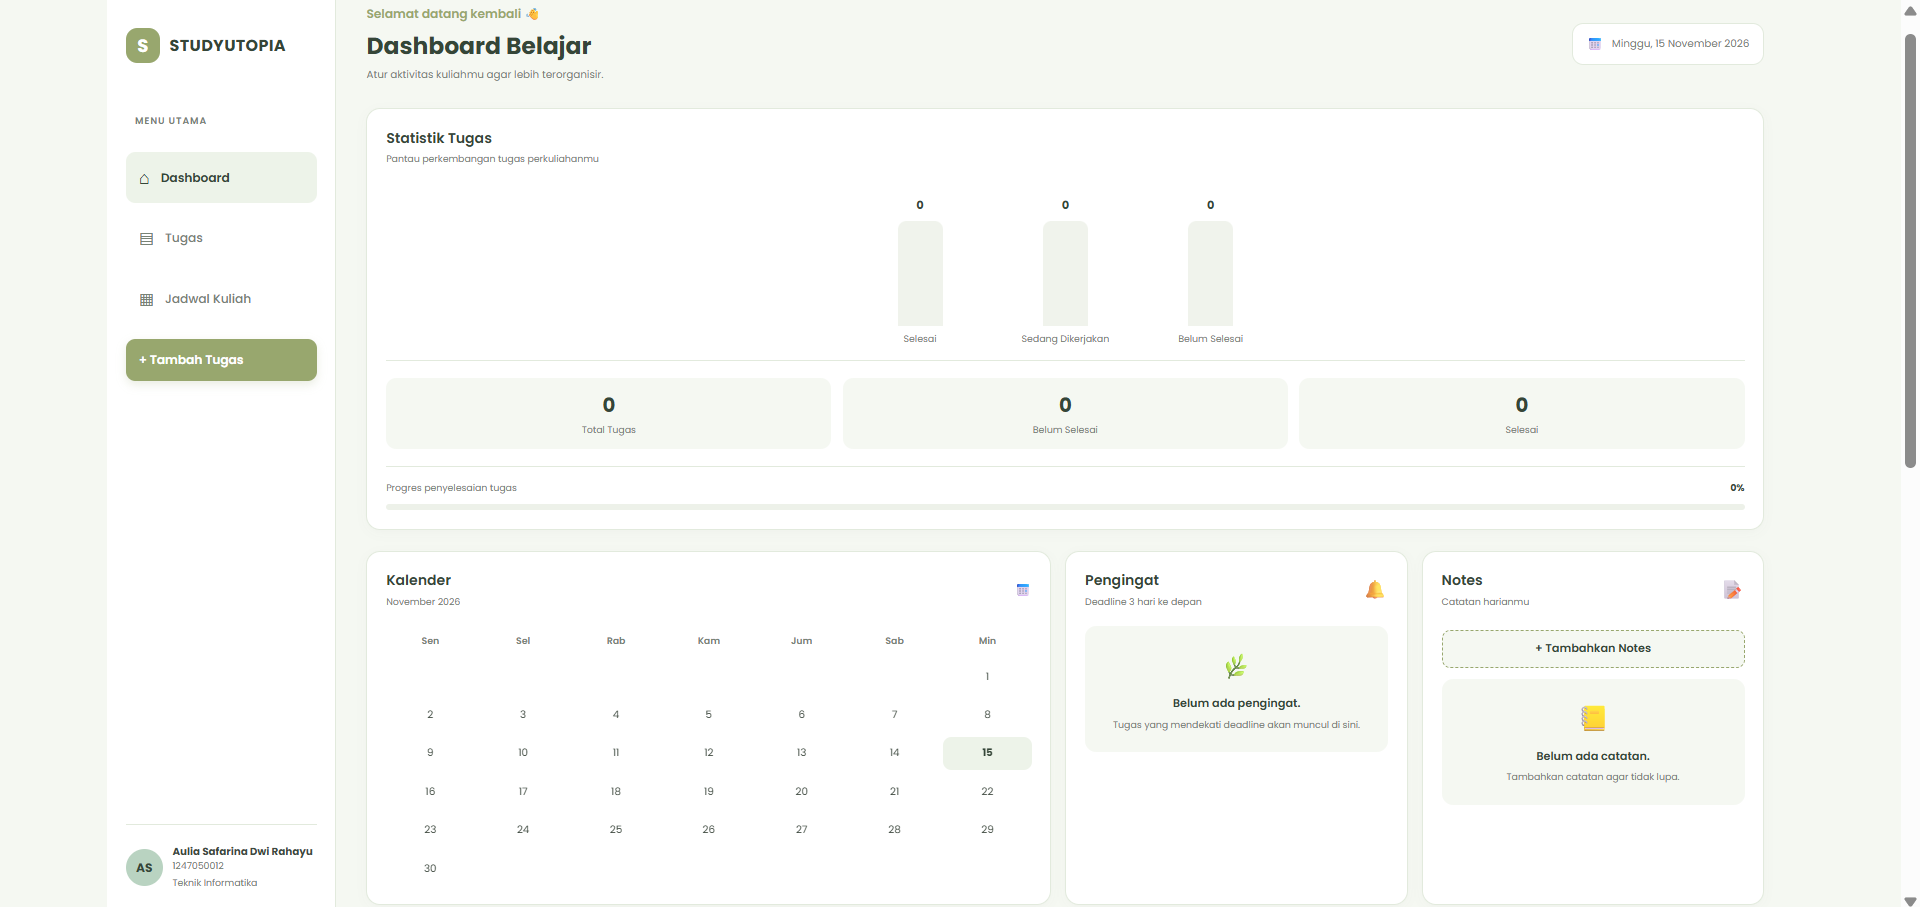 S STUDYUTOPIA
MENU UTAMA
Dashboard
Tugas
Jadwal Kuliah
+ Tambah Tugas
AS
Aulia Safarina Dwi Rahayu
1247050012
Teknik Informatika
Selamat datang kembali
Dashboard Belajar
Atur aktivitas kuliahmu agar lebih terorganisir.
Minggu, 15 November 2026
Statistik Tugas
Pantau perkembangan tugas perkuliahanmu
0 0 0
Selesai Sedang Dikerjakan Belum Selesai
0 0 0
Total Tugas Belum Selesai Selesai
Progres penyelesaian tugas 0%
Kalender
November 2026
Sen Sel Rab Kam Jum Sab Min
1
2 3 4 5 6 7 8
9 10 11 12 13 14 15
16 17 18 19 20 21 22
23 24 25 26 27 28 29
30
Pengingat
Deadline 3 hari ke depan
Belum ada pengingat.
Tugas yang mendekati deadline akan muncul di sini.
Notes
Catatan harianmu
+ Tambahkan Notes
Belum ada catatan.
Tambahkan catatan agar tidak lupa.